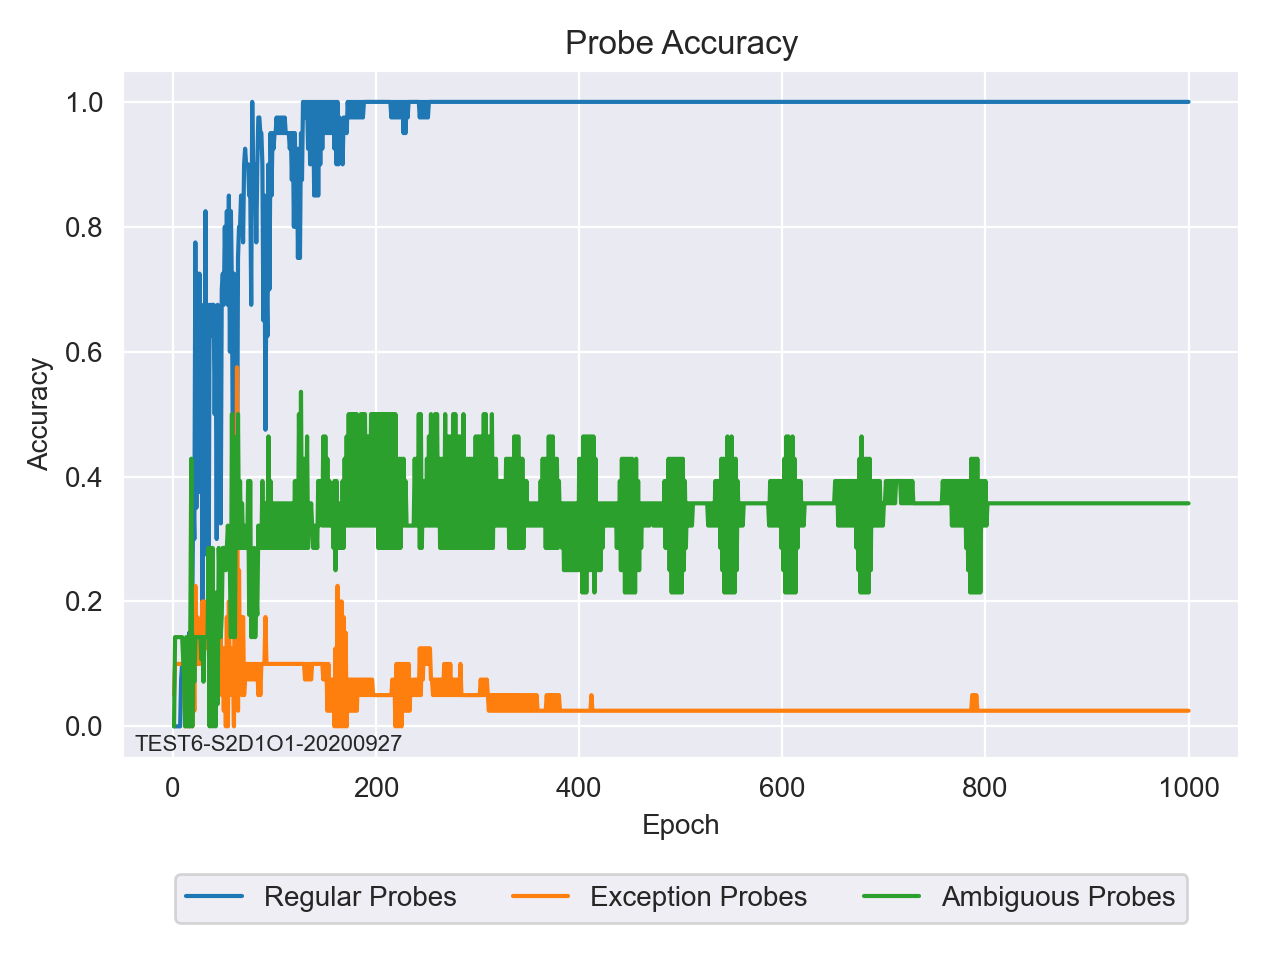 Probe Accuracy
Accuracy
1.0
0.8
0.6
0.4
0.2
0.0
TEST6-S2D1O1-20200927
0 200 400 600 800 1000
Epoch
Regular Probes Exception Probes Ambiguous Probes